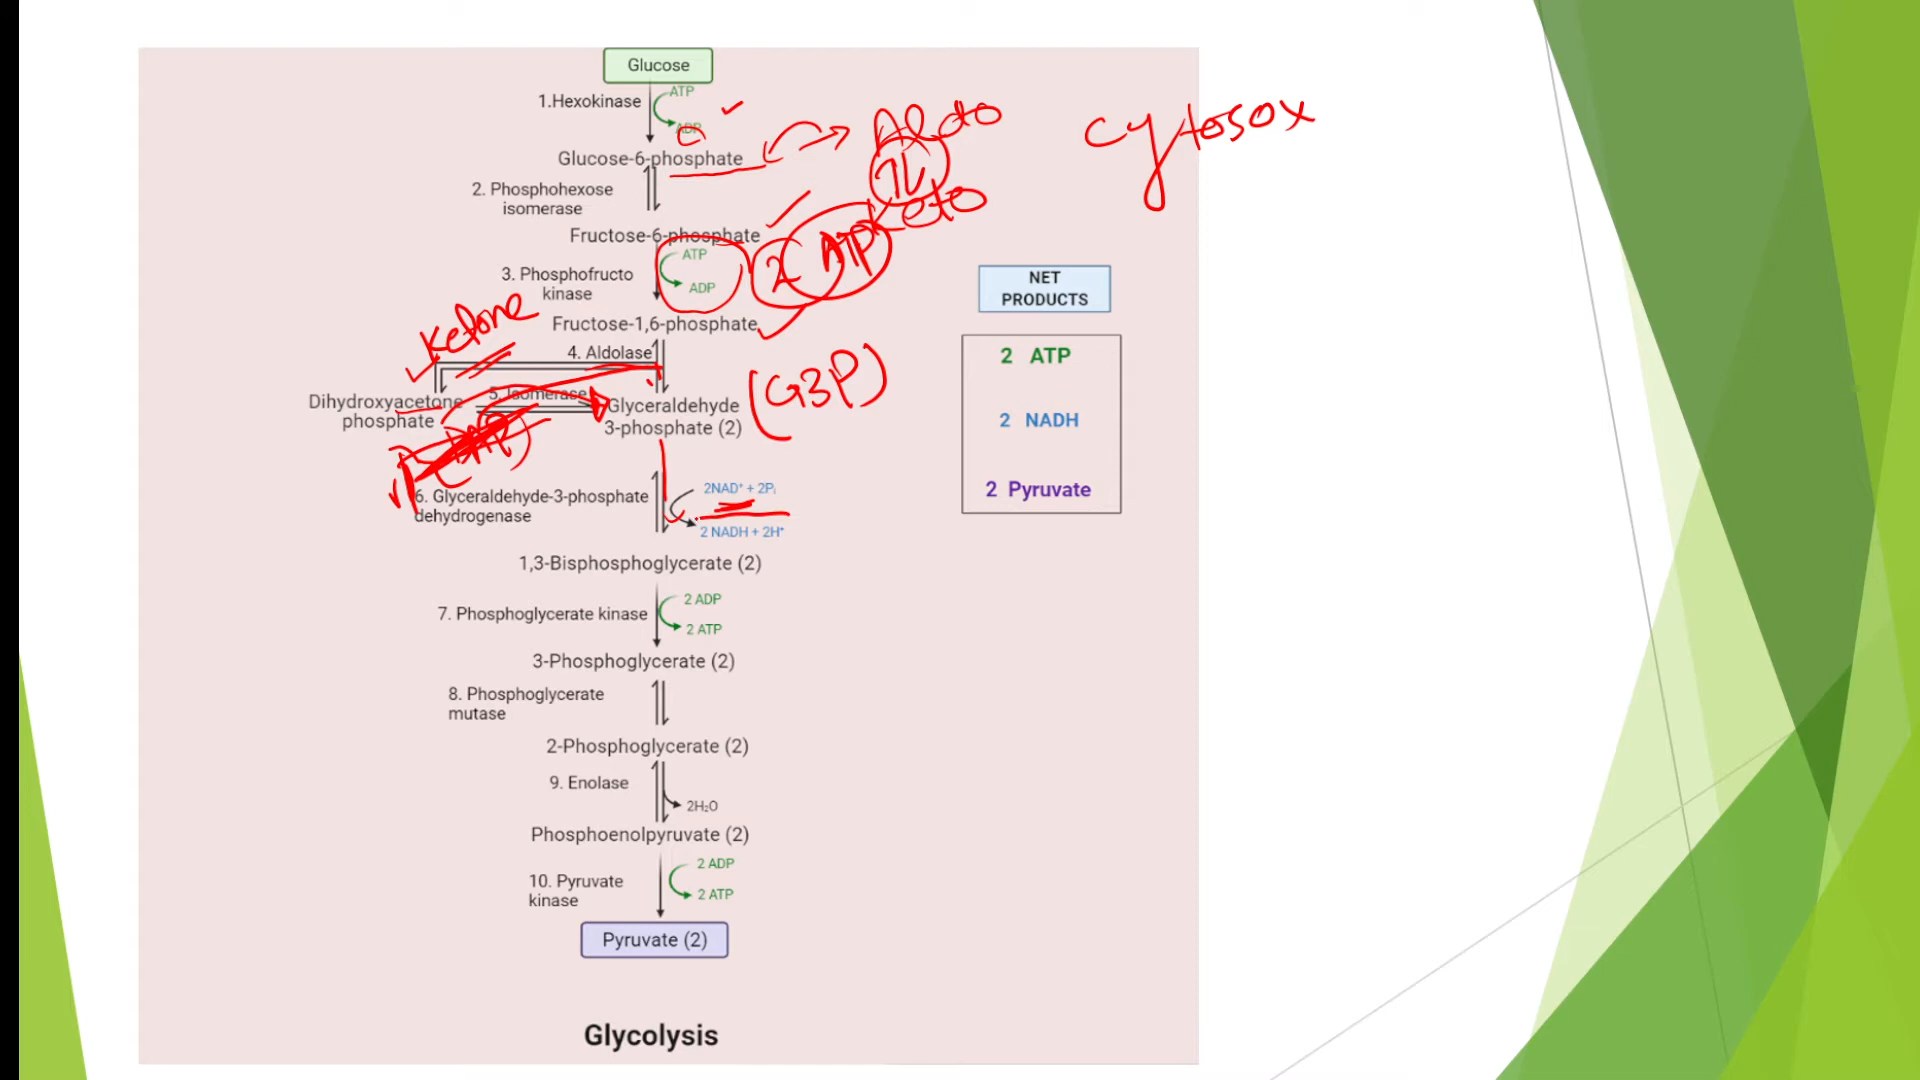 Glucose
ATP
1.Hexokinase
ADP
Aldo
cytosox
Glucose-6-phosphate
2. Phosphohexose
isomerase
Keto
Fructose-6-phosphate
ATP
2 ATP
3. Phosphofructo
kinase
ADP
NET
PRODUCTS
Ketone
Fructose-1,6-phosphate
4. Aldolase
2 ATP
(G3P)
5. Isomerase
Dihydroxyacetone
phosphate
Glyceraldehyde
3-phosphate (2)
2 NADH
2 Pyruvate
6. Glyceraldehyde-3-phosphate
dehydrogenase
2NAD⁺ + 2Pᵢ
2 NADH + 2H⁺
1,3-Bisphosphoglycerate (2)
2 ADP
7. Phosphoglycerate kinase
2 ATP
3-Phosphoglycerate (2)
8. Phosphoglycerate
mutase
2-Phosphoglycerate (2)
9. Enolase
2H₂O
Phosphoenolpyruvate (2)
2 ADP
10. Pyruvate
kinase
2 ATP
Pyruvate (2)
Glycolysis